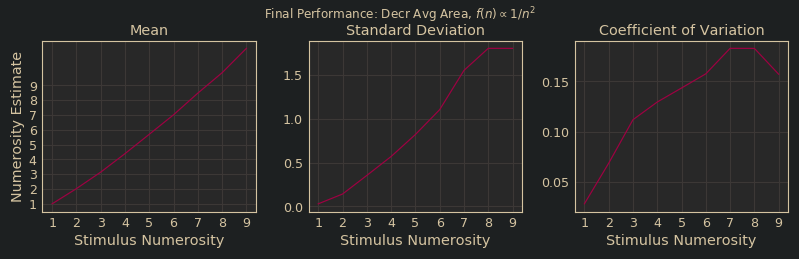 Final Performance: Decr Avg Area, f(n) ∝ 1/n²
Mean
Standard Deviation
Coefficient of Variation
Numerosity Estimate
9
8
7
6
5
4
3
2
1
1 2 3 4 5 6 7 8 9
Stimulus Numerosity
1.5
1.0
0.5
0.0
1 2 3 4 5 6 7 8 9
Stimulus Numerosity
0.15
0.10
0.05
1 2 3 4 5 6 7 8 9
Stimulus Numerosity